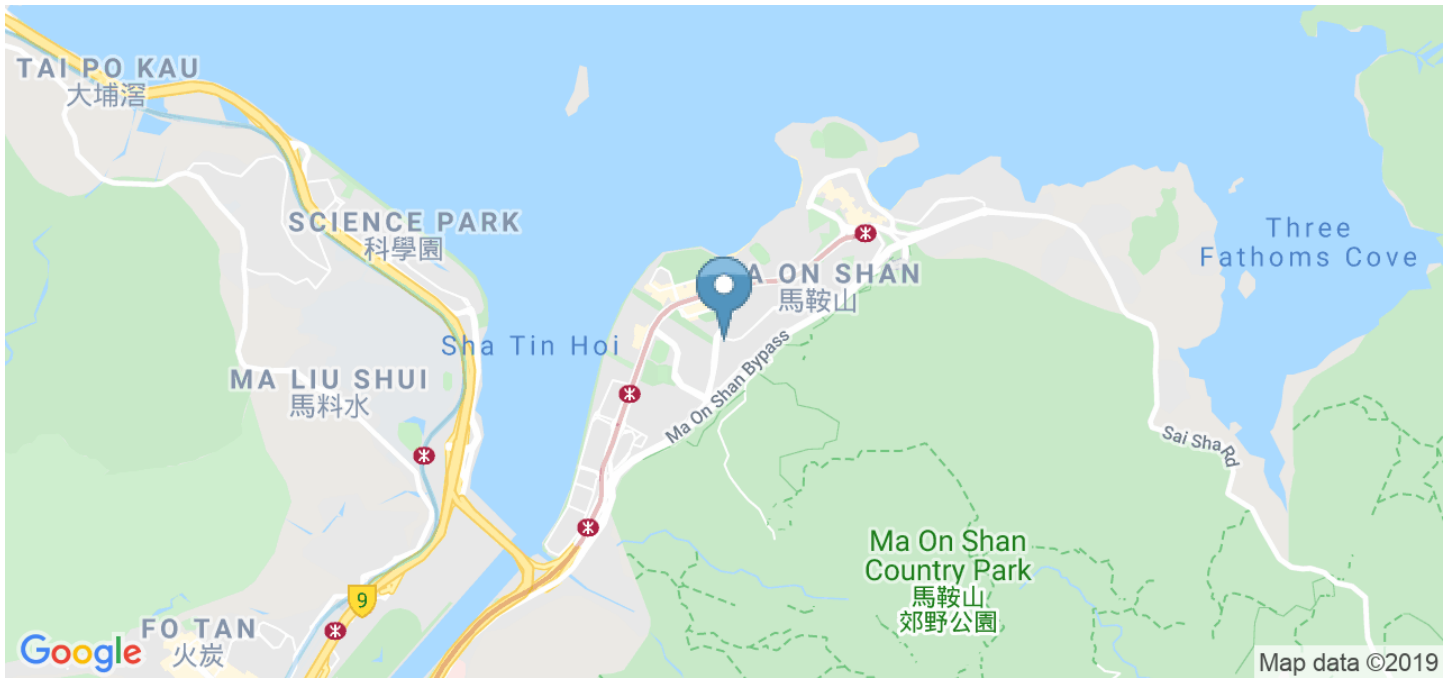 TAI PO KAU
大埔滘
SCIENCE PARK
科學園
Three
Fathoms Cove
ON SHAN
馬鞍山
Sha Tin Hoi
MA LIU SHUI
馬料水
Ma On Shan Bypass
Sai Sha Rd
Ma On Shan
Country Park
馬鞍山
郊野公園
9
FO TAN
火炭
Google
Map data ©2019